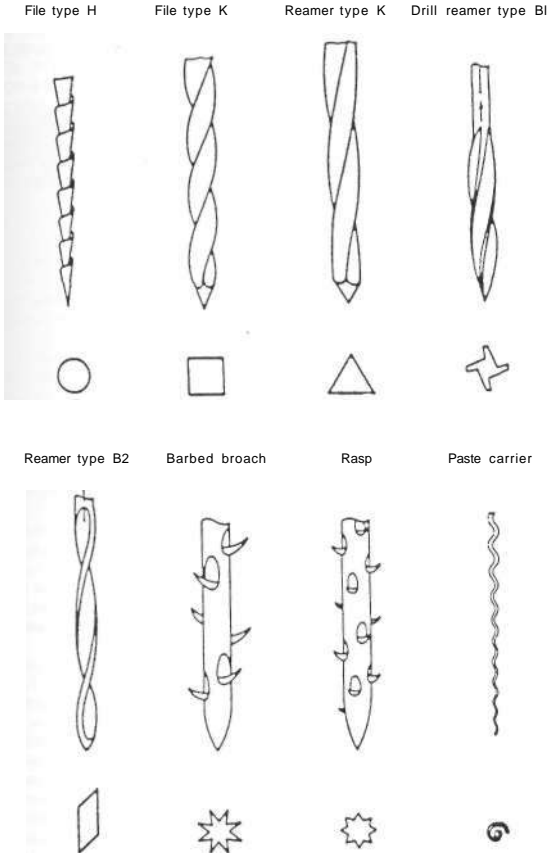 File type H File type K Reamer type K Drill reamer type Bl
Reamer type B2 Barbed broach Rasp Paste carrier